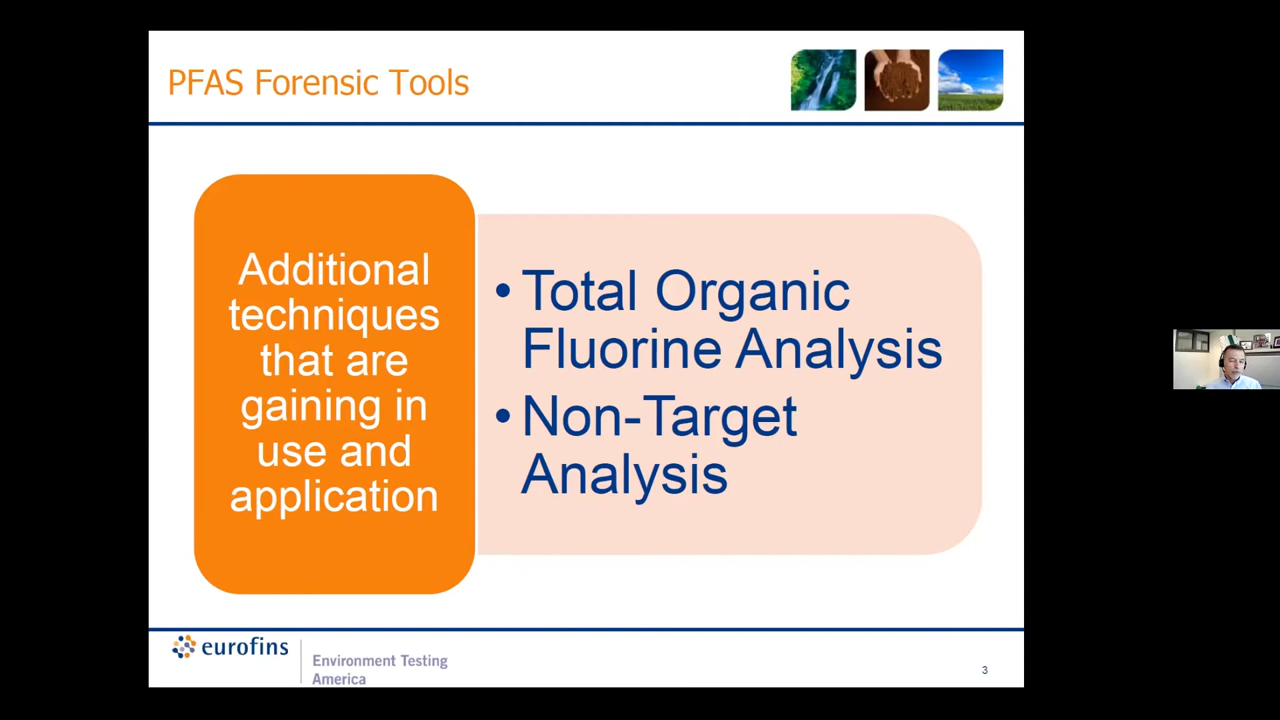 PFAS Forensic Tools
Additional
techniques
that are
gaining in
use and
application
• Total Organic
Fluorine Analysis
• Non-Target
Analysis
eurofins
Environment Testing
America
3